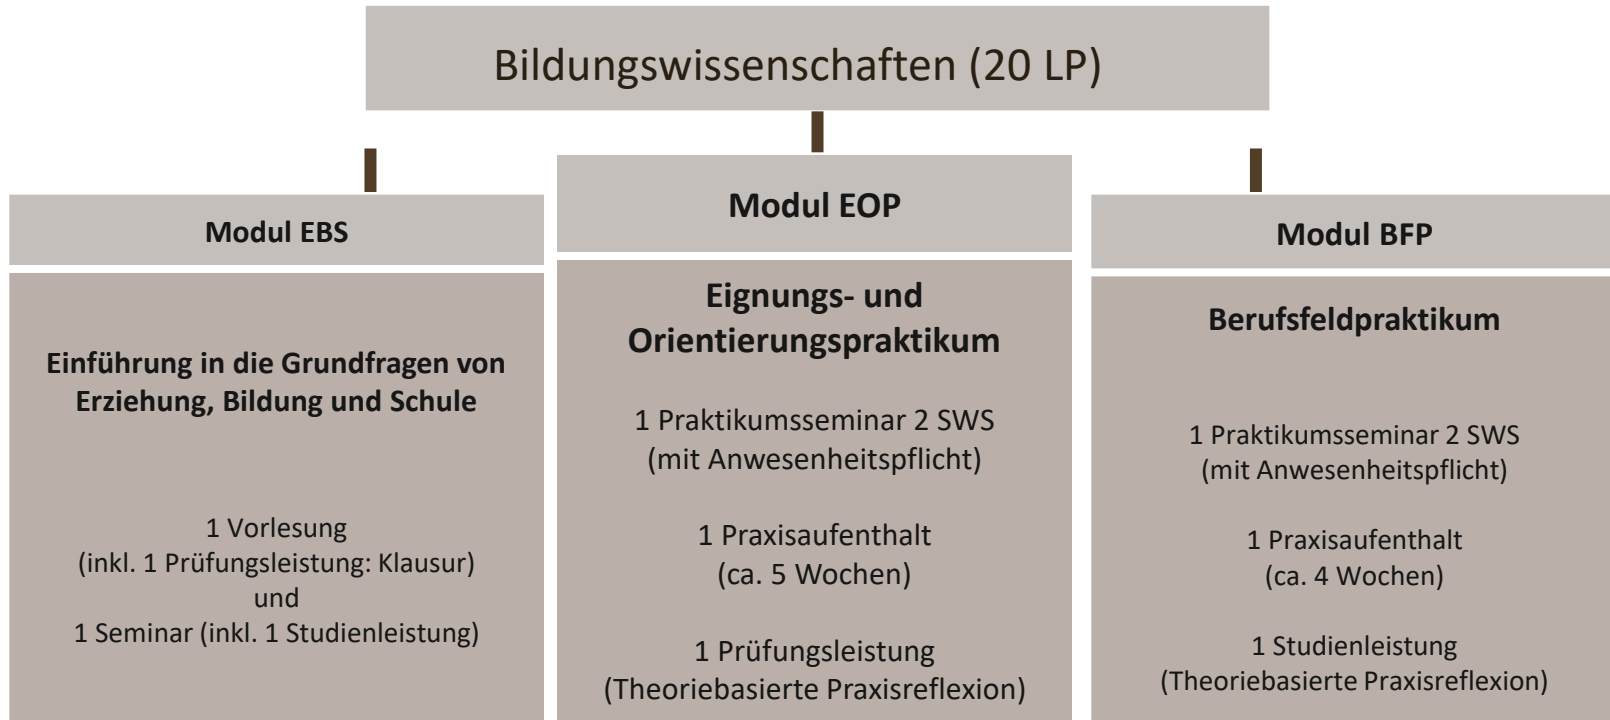 Bildungswissenschaften (20 LP)
Modul EBS
Einführung in die Grundfragen von
Erziehung, Bildung und Schule
1 Vorlesung
(inkl. 1 Prüfungsleistung: Klausur)
und
1 Seminar (inkl. 1 Studienleistung)
Modul EOP
Eignungs- und
Orientierungspraktikum
1 Praktikumsseminar 2 SWS
(mit Anwesenheitspflicht)
1 Praxisaufenthalt
(ca. 5 Wochen)
1 Prüfungsleistung
(Theoriebasierte Praxisreflexion)
Modul BFP
Berufsfeldpraktikum
1 Praktikumsseminar 2 SWS
(mit Anwesenheitspflicht)
1 Praxisaufenthalt
(ca. 4 Wochen)
1 Studienleistung
(Theoriebasierte Praxisreflexion)